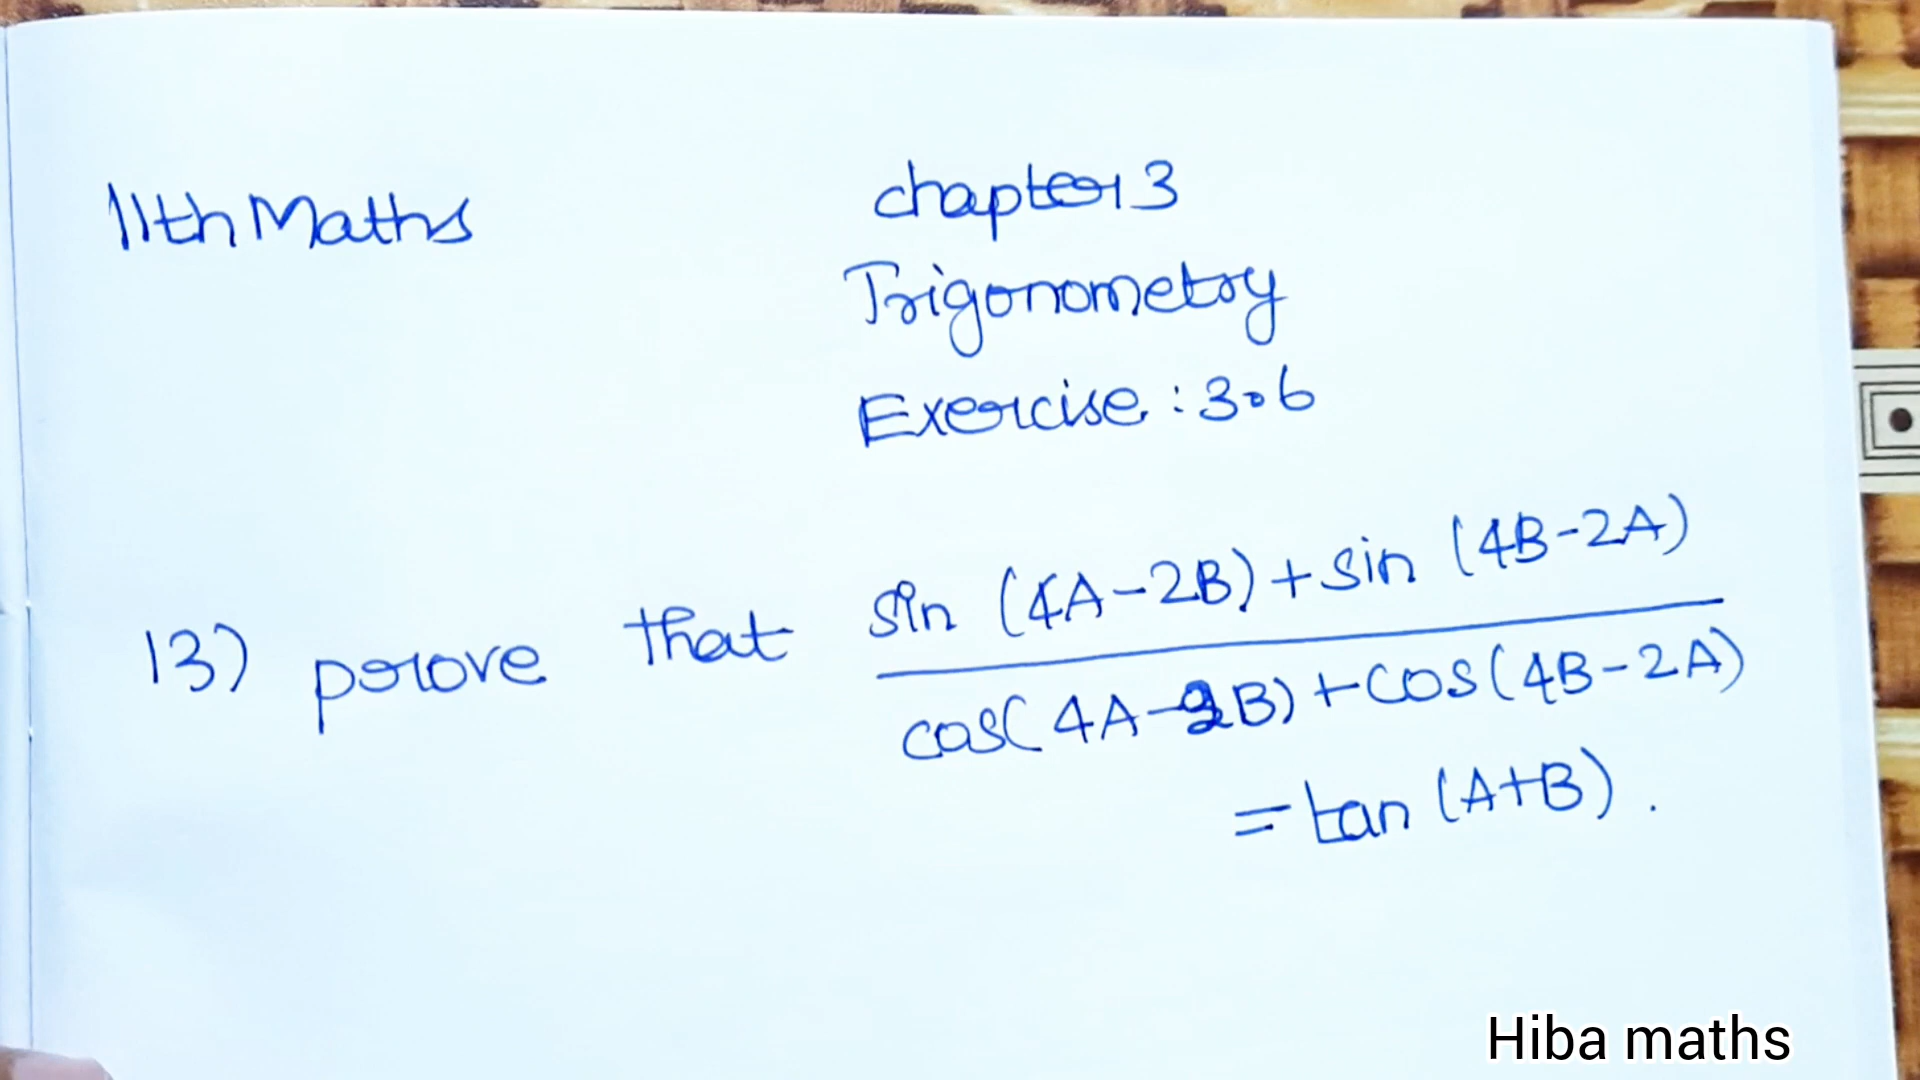 11th Maths
chapter 3
Trigonometry
Exercise : 3.6
13) prove that sin (4A-2B) + sin (4B-2A)
cos(4A-2B) + cos(4B-2A)
= tan (A+B).
Hiba maths